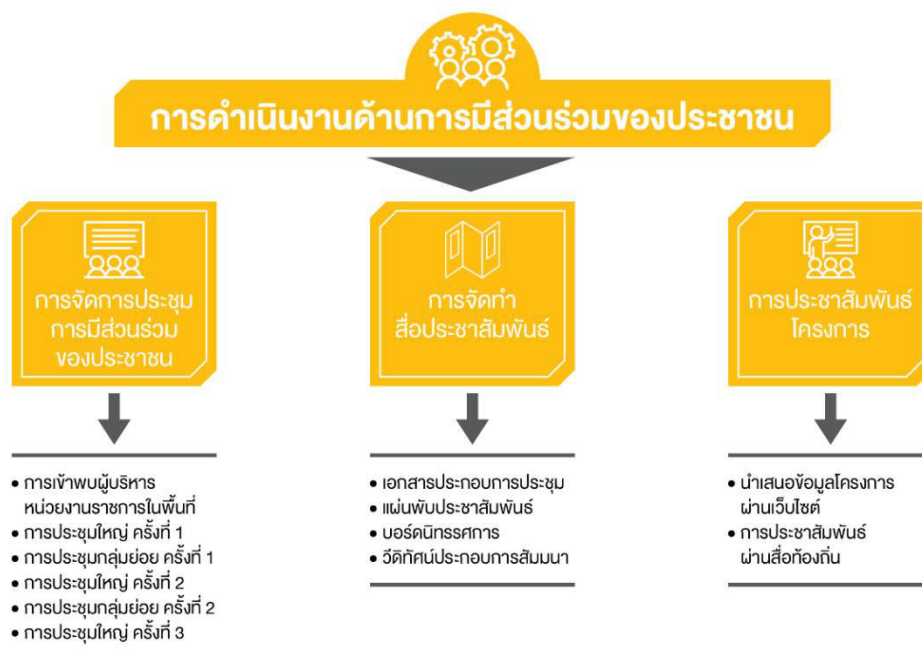 การดำเนินงานด้านการมีส่วนร่วมของประชาชน
การจัดการประชุม
การมีส่วนร่วม
ของประชาชน
• การเข้าพบผู้บริหาร
หน่วยงานราชการในพื้นที่
• การประชุมใหญ่ ครั้งที่ 1
• การประชุมกลุ่มย่อย ครั้งที่ 1
• การประชุมใหญ่ ครั้งที่ 2
• การประชุมกลุ่มย่อย ครั้งที่ 2
• การประชุมใหญ่ ครั้งที่ 3
การจัดทำ
สื่อประชาสัมพันธ์
• เอกสารประกอบการประชุม
• แผ่นพับประชาสัมพันธ์
• บอร์ดนิทรรศการ
• วีดิทัศน์ประกอบการสัมมนา
การประชาสัมพันธ์
โครงการ
• นำเสนอข้อมูลโครงการ
ผ่านเว็บไซต์
• การประชาสัมพันธ์
ผ่านสื่อท้องถิ่น